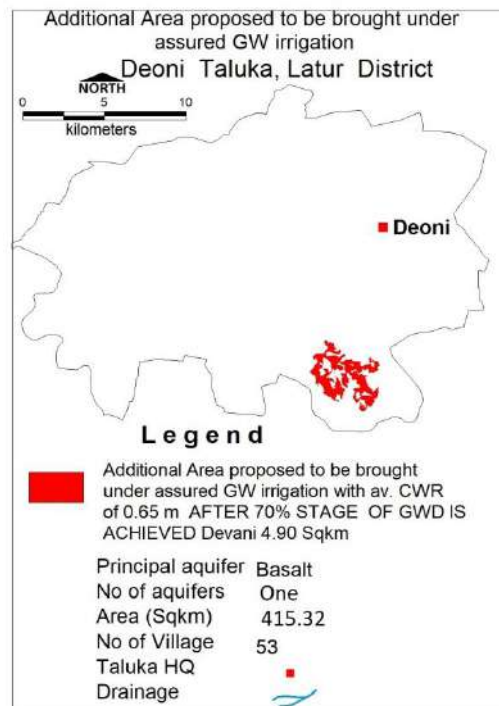 Additional Area proposed to be brought under
assured GW irrigation
Deoni Taluka, Latur District
NORTH
0 5 10
kilometers
Deoni
Legend
Additional Area proposed to be brought
under assured GW irrigation with av. CWR
of 0.65 m AFTER 70% STAGE OF GWD IS
ACHIEVED Devani 4.90 Sqkm
Principal aquifer Basalt
No of aquifers One
Area (Sqkm) 415.32
No of Village 53
Taluka HQ
Drainage